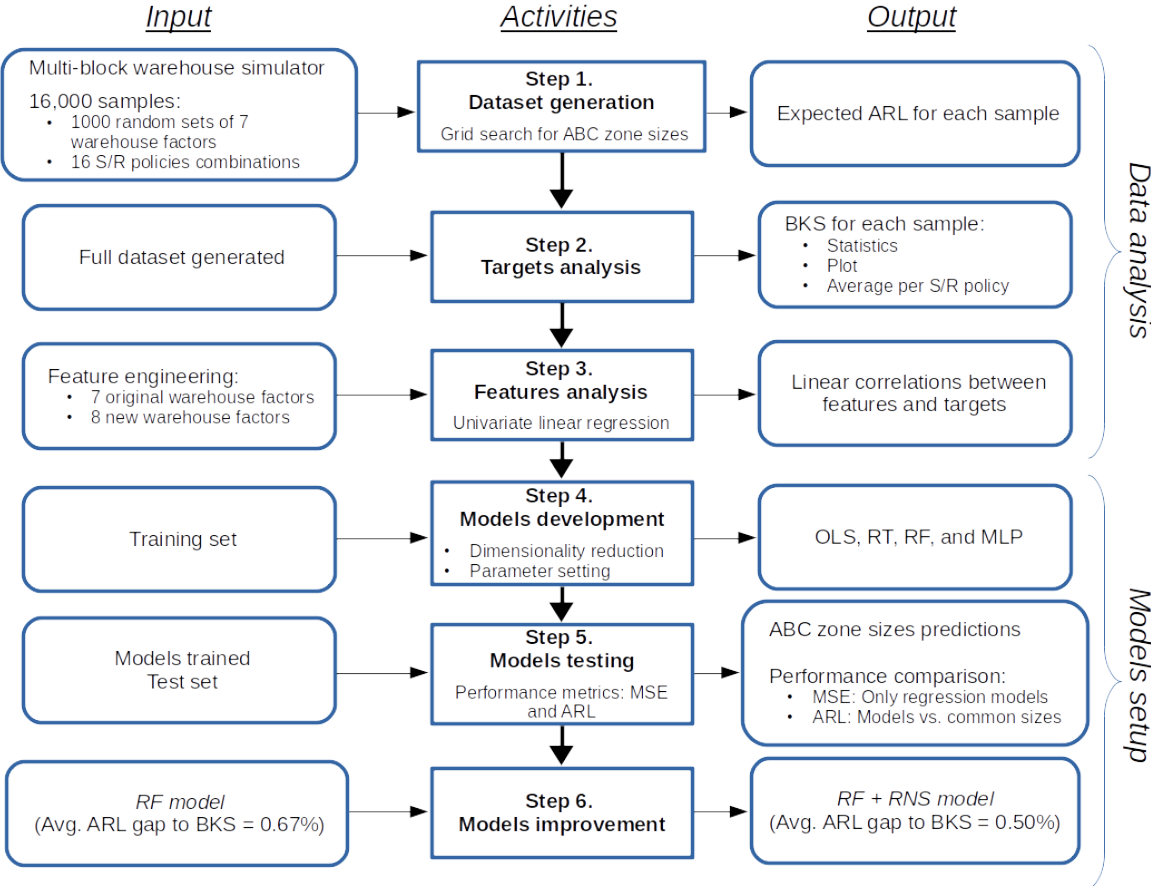 Input
Activities
Output
Multi-block warehouse simulator
16,000 samples:
• 1000 random sets of 7
warehouse factors
• 16 S/R policies combinations
Step 1.
Dataset generation
Grid search for ABC zone sizes
Expected ARL for each sample
Full dataset generated
Step 2.
Targets analysis
BKS for each sample:
• Statistics
• Plot
• Average per S/R policy
Feature engineering:
• 7 original warehouse factors
• 8 new warehouse factors
Step 3.
Features analysis
Univariate linear regression
Linear correlations between
features and targets
Data analysis
Training set
Step 4.
Models development
• Dimensionality reduction
• Parameter setting
OLS, RT, RF, and MLP
Models trained
Test set
Step 5.
Models testing
Performance metrics: MSE
and ARL
ABC zone sizes predictions
Performance comparison:
• MSE: Only regression models
• ARL: Models vs. common sizes
RF model
(Avg. ARL gap to BKS = 0.67%)
Step 6.
Models improvement
RF + RNS model
(Avg. ARL gap to BKS = 0.50%)
Models setup